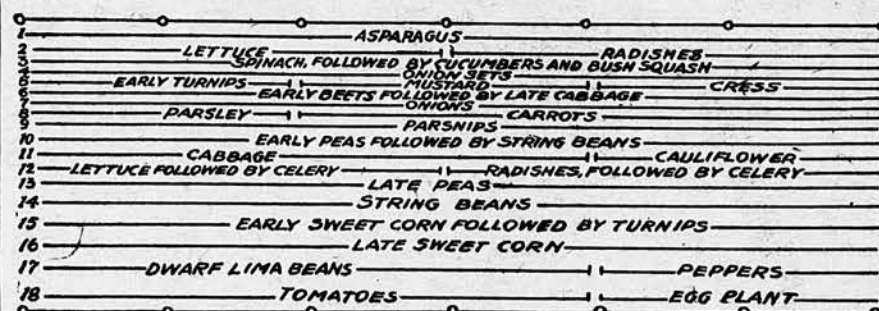 1 ASPARAGUS
2 LETTUCE RADISHES
3 SPINACH, FOLLOWED BY CUCUMBERS AND BUSH SQUASH
4 ONION SETS
5 EARLY TURNIPS MUSTARD CRESS
6 EARLY BEETS FOLLOWED BY LATE CABBAGE
7 ONIONS
8 PARSLEY CARROTS
9 PARSNIPS
10 EARLY PEAS FOLLOWED BY STRING BEANS
11 CABBAGE CAULIFLOWER
12 LETTUCE FOLLOWED BY CELERY RADISHES, FOLLOWED BY CELERY
13 LATE PEAS
14 STRING BEANS
15 EARLY SWEET CORN FOLLOWED BY TURNIPS
16 LATE SWEET CORN
17 DWARF LIMA BEANS PEPPERS
18 TOMATOES EGG PLANT